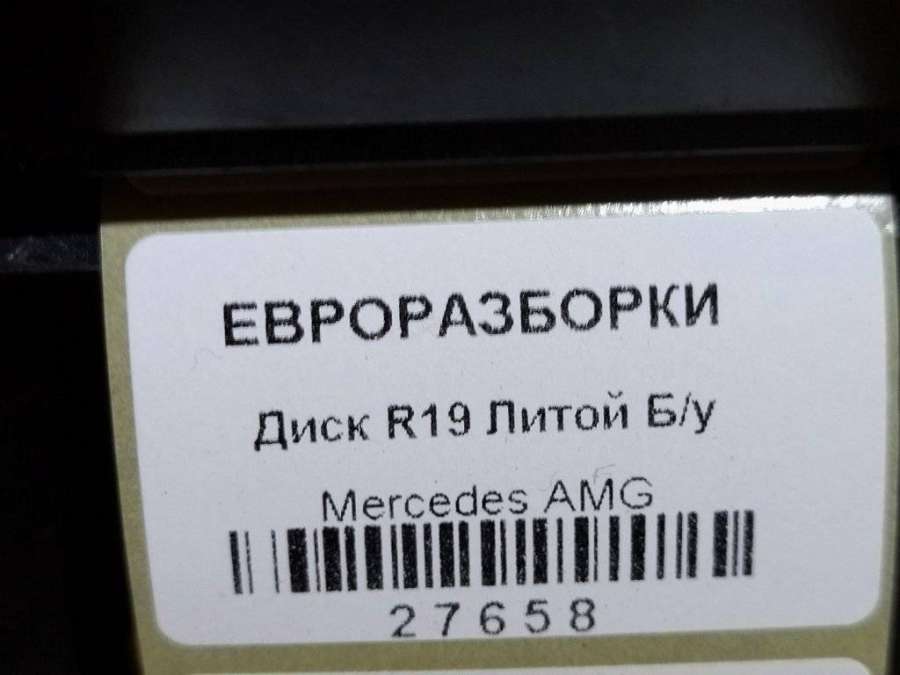 ЕВРОРАЗБОРКИ
Диск R19 Литой Б/у
Mercedes AMG
27658